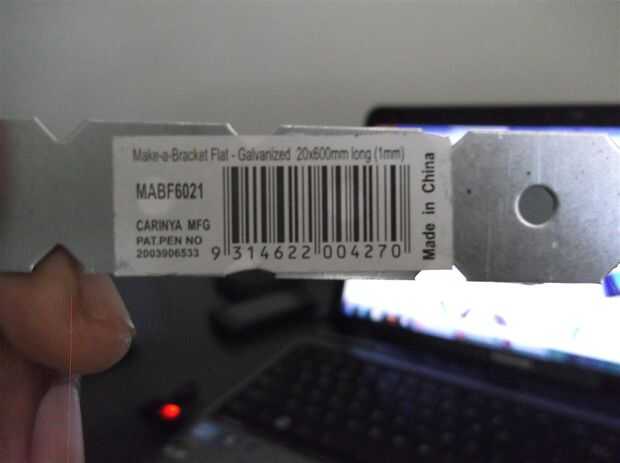 Make-a-Bracket Flat - Galvanized 20x600mm long (1mm)
MABF6021
CARINYA MFG
PAT.PEN NO
2003906533
9 314622 004270
Made in China